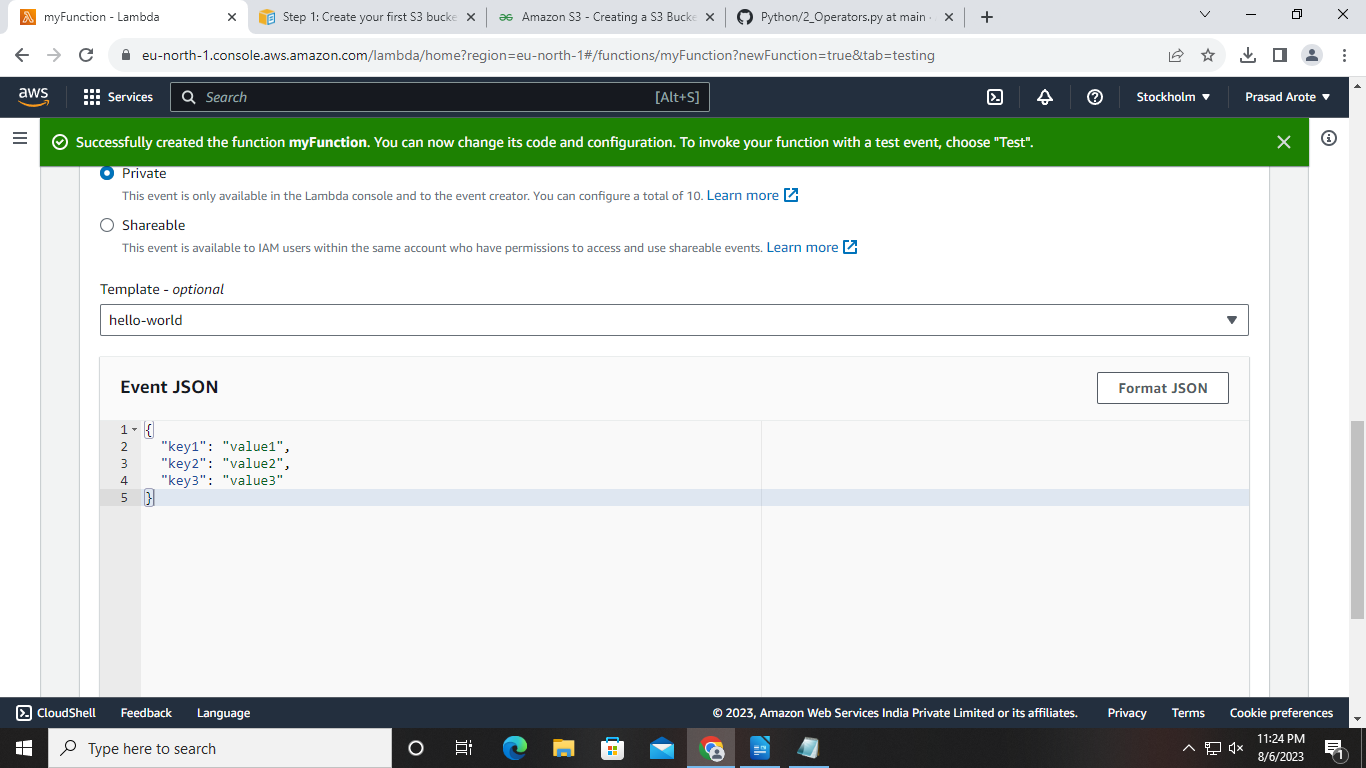 myFunction - Lambda
Step 1: Create your first S3 bucke
Amazon S3 - Creating a S3 Bucke
Python/2_Operators.py at main ·
eu-north-1.console.aws.amazon.com/lambda/home?region=eu-north-1#/functions/myFunction?newFunction=true&tab=testing
aws
Services
Search
[Alt+S]
Stockholm
Prasad Arote
Successfully created the function myFunction. You can now change its code and configuration. To invoke your function with a test event, choose "Test".
Private
This event is only available in the Lambda console and to the event creator. You can configure a total of 10. Learn more
Shareable
This event is available to IAM users within the same account who have permissions to access and use shareable events. Learn more
Template - optional
hello-world
Event JSON
Format JSON
1 {
2 "key1": "value1",
3 "key2": "value2",
4 "key3": "value3"
5 }
CloudShell
Feedback
Language
© 2023, Amazon Web Services India Private Limited or its affiliates.
Privacy
Terms
Cookie preferences
Type here to search
11:24 PM
8/6/2023
1